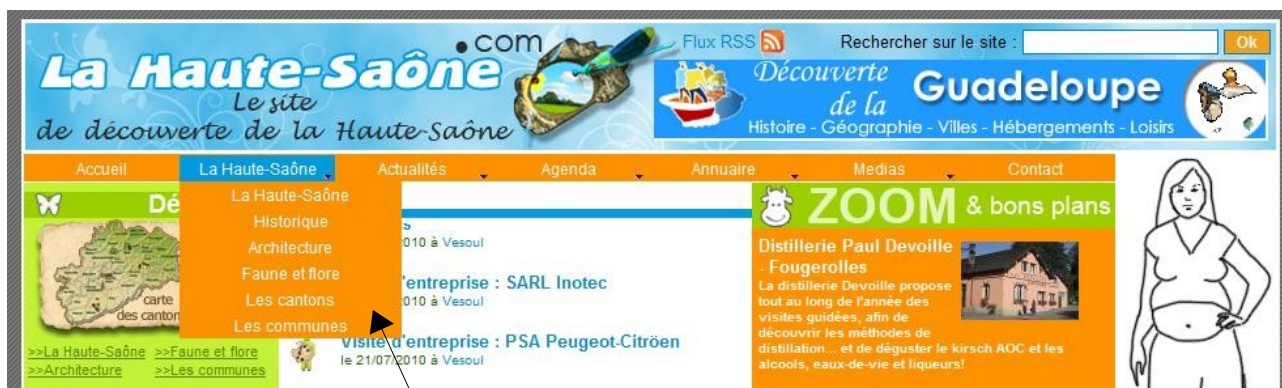 La Haute-Saône
.com
Le site
de découverte de la Haute-Saône
Flux RSS
Rechercher sur le site :
Ok
Découverte
de la
Guadeloupe
Histoire - Géographie - Villes - Hébergements - Loisirs
Accueil La Haute-Saône Actualités Agenda Annuaire Medias Contact
Dé
carte
des canton
>>La Haute-Saône >>Faune et flore
>>Architecture >>Les communes
La Haute-Saône
Historique
Architecture
Faune et flore
Les cantons
Les communes
2010 à Vesoul
d'entreprise : SARL Inotec
2010 à Vesoul
Visite d'entreprise : PSA Peugeot-Citröen
le 21/07/2010 à Vesoul
ZOOM & bons plans
Distillerie Paul Devoille
- Fougerolles
La distillerie Devoille propose
tout au long de l'année des
visites guidées, afin de
découvrir les méthodes de
distillation... et de déguster le kirsch AOC et les
alcools, eaux-de-vie et liqueurs!